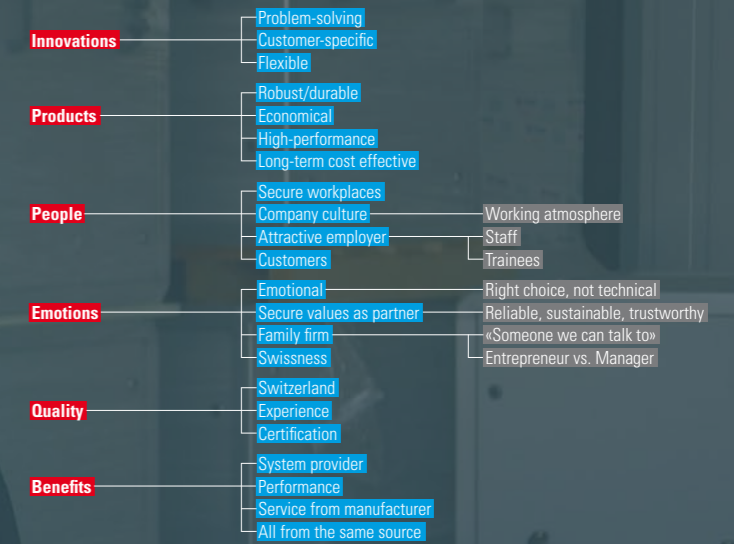 Problem-solving
Innovations Customer-specific
Flexible
Robust/durable
Products Economical
High-performance
Long-term cost effective
Secure workplaces
People Company culture Working atmosphere
Attractive employer Staff
Customers Trainees
Emotional Right choice, not technical
Emotions Secure values as partner Reliable, sustainable, trustworthy
Family firm «Someone we can talk to»
Swissness Entrepreneur vs. Manager
Switzerland
Quality Experience
Certification
System provider
Benefits Performance
Service from manufacturer
All from the same source